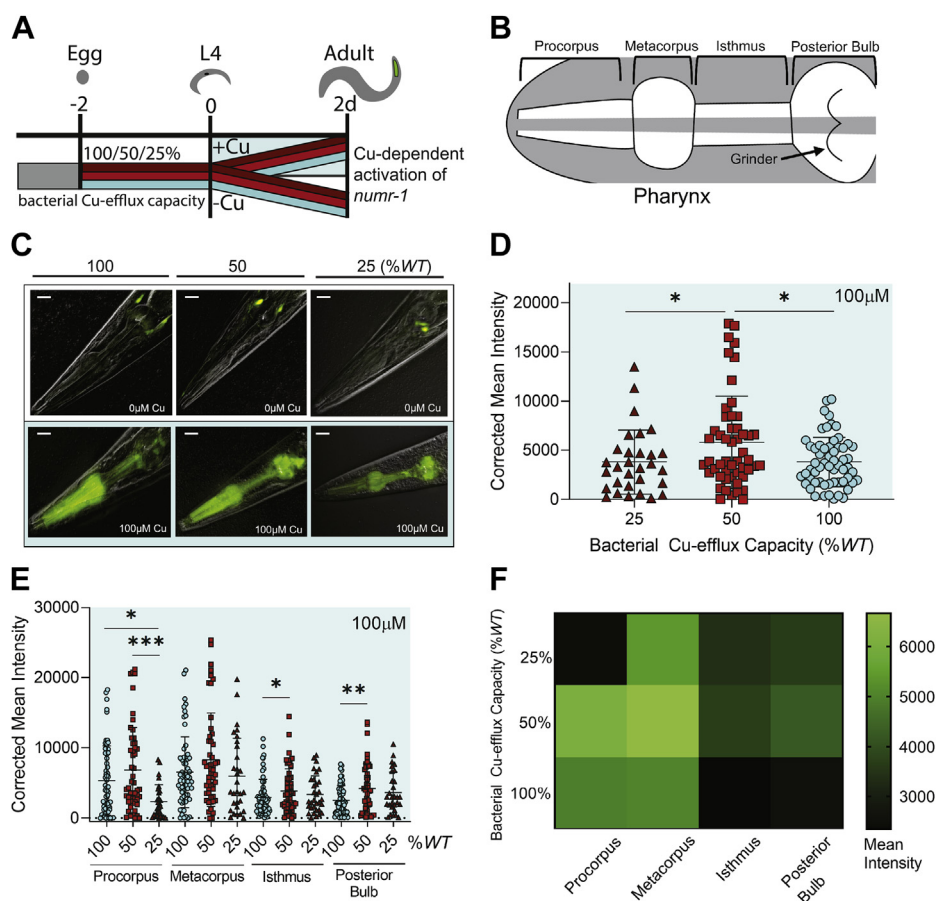 A
Egg
L4
Adult
-2
0
2d
100/50/25%
+Cu
-Cu
bacterial Cu-efflux capacity
Cu-dependent
activation of
numr-1
B
Procorpus Metacorpus Isthmus Posterior Bulb
Grinder
Pharynx
C
100 50 25 (%WT)
0μM Cu 0μM Cu 0μM Cu
100μM Cu 100μM Cu 100μM Cu
D
100μM
* *
Corrected Mean Intensity
20000
15000
10000
5000
0
25 50 100
Bacterial Cu-efflux Capacity (%WT)
E
100μM
Corrected Mean Intensity
30000
20000
10000
0
*
***
*
**
100 50 25 100 50 25 100 50 25 100 50 25 %WT
Procorpus Metacorpus Isthmus Posterior
Bulb
F
Bacterial Cu-efflux Capacity (%WT)
25%
50%
100%
Procorpus
Metacorpus
Isthmus
Posterior
Bulb
6000
5000
4000
3000
Mean
Intensity